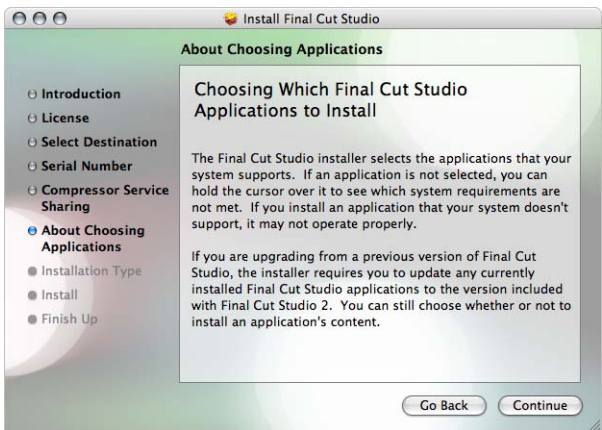 Install Final Cut Studio
About Choosing Applications
Introduction
License
Select Destination
Serial Number
Compressor Service
Sharing
About Choosing
Applications
Installation Type
Install
Finish Up
Choosing Which Final Cut Studio
Applications to Install
The Final Cut Studio installer selects the applications that your
system supports.  If an application is not selected, you can
hold the cursor over it to see which system requirements are
not met.  If you install an application that your system doesn't
support, it may not operate properly.
If you are upgrading from a previous version of Final Cut
Studio, the installer requires you to update any currently
installed Final Cut Studio applications to the version included
with Final Cut Studio 2.  You can still choose whether or not to
install an application's content.
Go Back
Continue